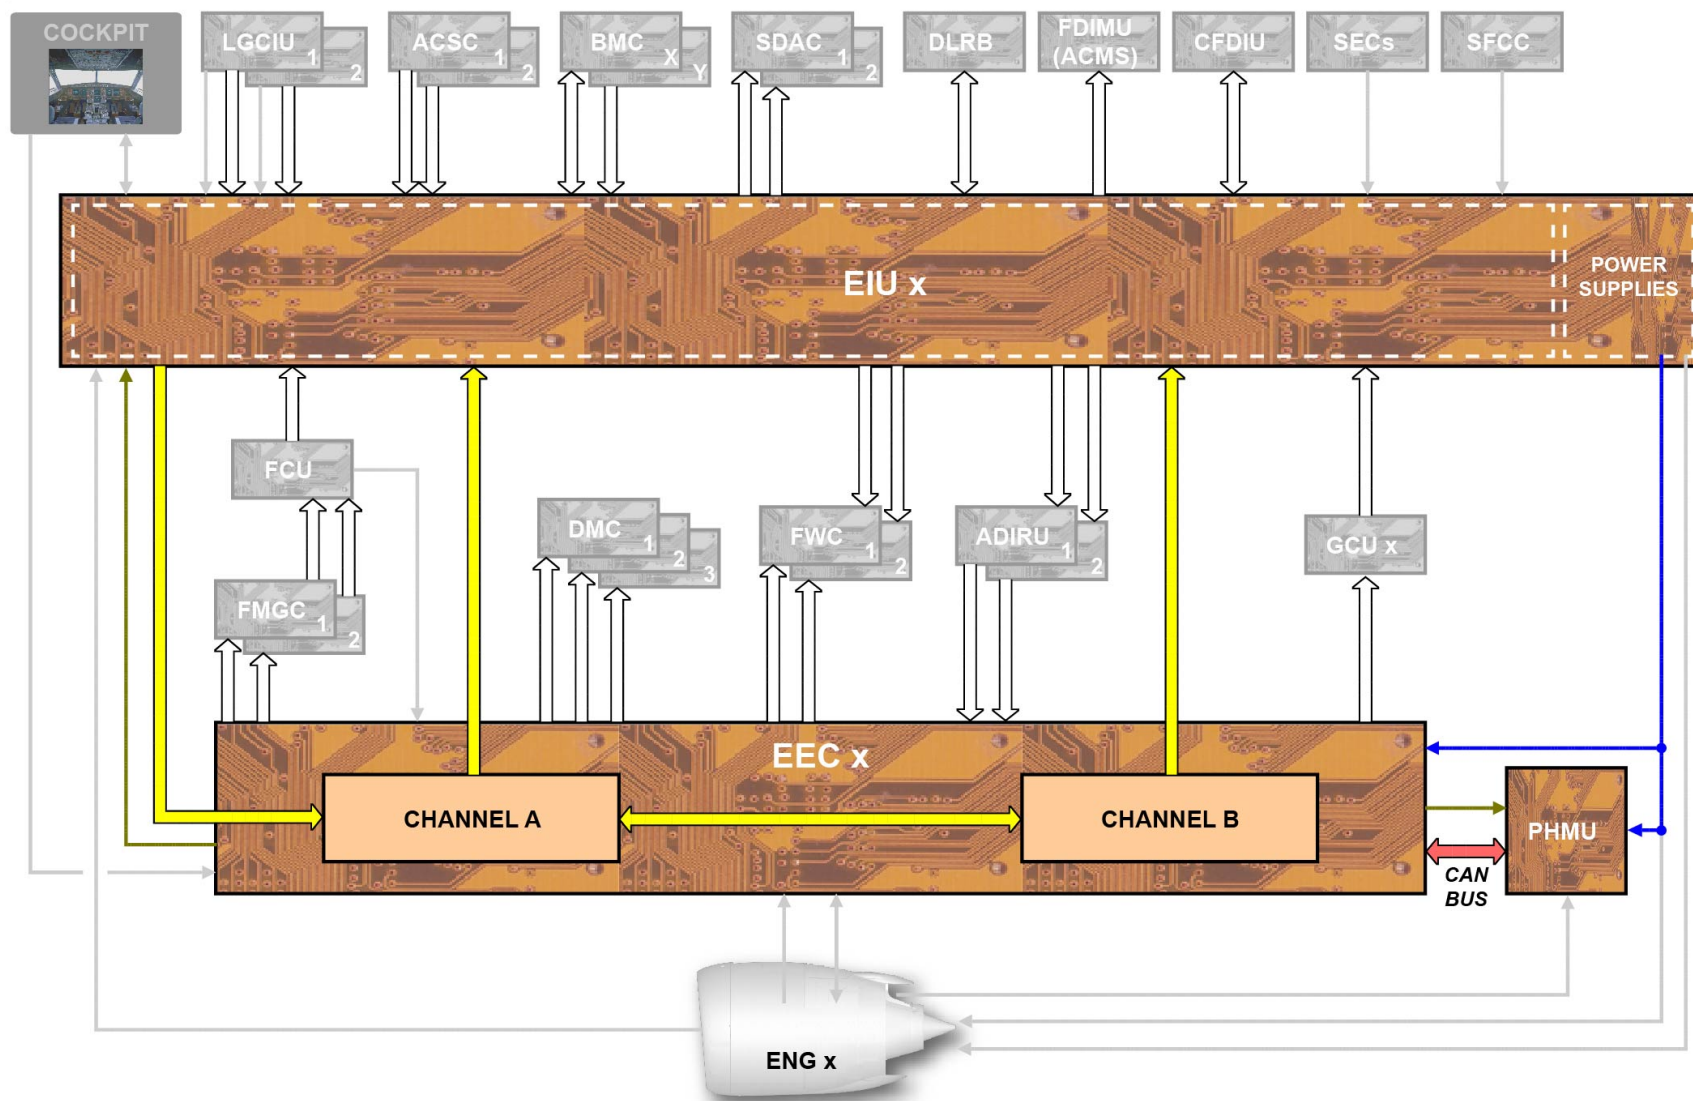 COCKPIT
LGCIU
1
2
ACSC
1
2
BMC
X
Y
SDAC
1
2
DLRB
FDIMU
(ACMS)
CFDIU
SECs
SFCC
EIU x
POWER
SUPPLIES
FCU
FMGC
1
2
DMC
1
2
3
FWC
1
2
ADIRU
1
2
GCU x
EEC x
CHANNEL A
CHANNEL B
PHMU
CAN
BUS
ENG x